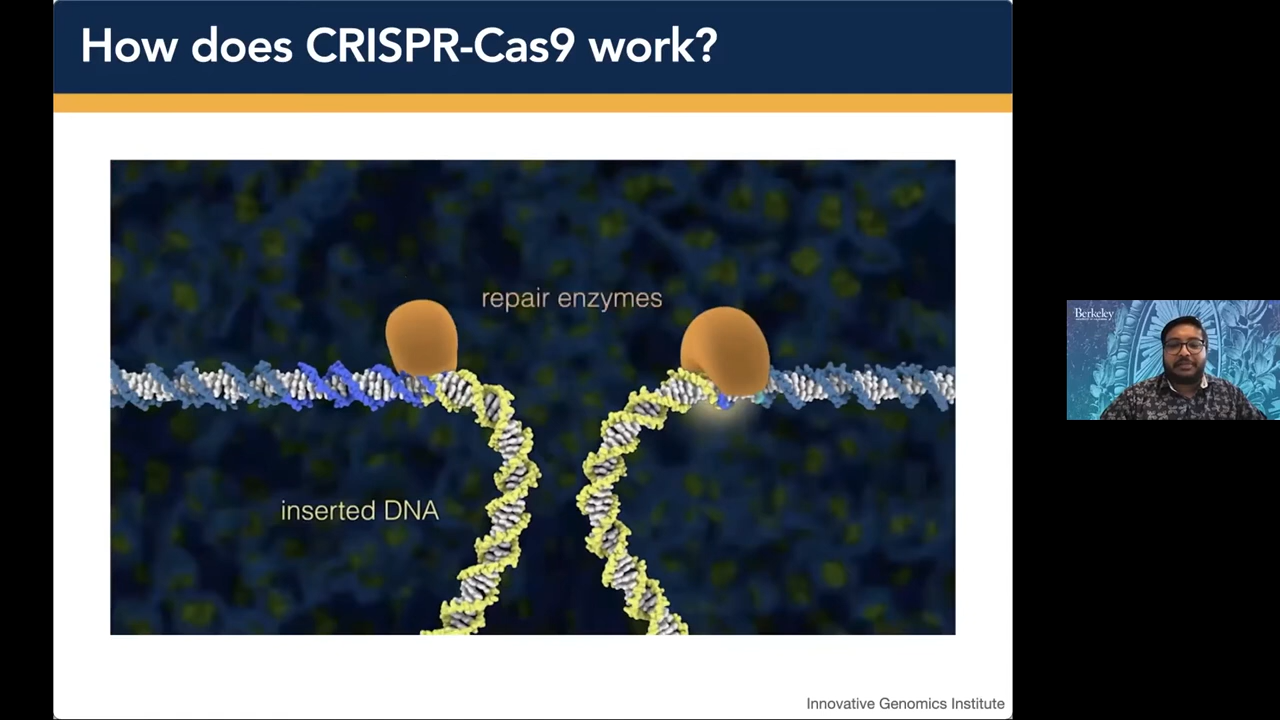 How does CRISPR-Cas9 work?
repair enzymes
inserted DNA
Innovative Genomics Institute
Berkeley